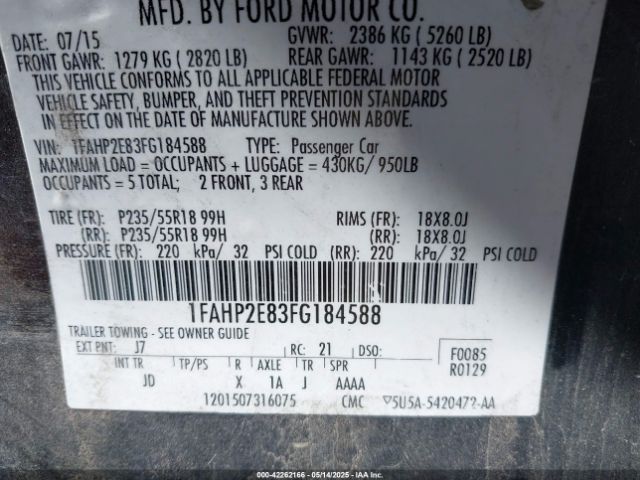 MFD. BY FORD MOTOR CO.
DATE: 07/15 GVWR: 2386 KG ( 5260 LB)
FRONT GAWR: 1279 KG ( 2820 LB) REAR GAWR: 1143 KG ( 2520 LB)
THIS VEHICLE CONFORMS TO ALL APPLICABLE FEDERAL MOTOR
VEHICLE SAFETY, BUMPER, AND THEFT PREVENTION STANDARDS
IN EFFECT ON THE DATE OF MANUFACTURE SHOWN ABOVE.
VIN: 1FAHP2E83FG184588 TYPE: Passenger Car
MAXIMUM LOAD = OCCUPANTS + LUGGAGE = 430KG/ 950LB
OCCUPANTS = 5 TOTAL; 2 FRONT, 3 REAR
TIRE (FR): P235/55R18 99H RIMS (FR): 18X8.0J
(RR): P235/55R18 99H (RR): 18X8.0J
PRESSURE (FR): 220 kPa/ 32 PSI COLD (RR): 220 kPa/ 32 PSI COLD
1FAHP2E83FG184588
TRAILER TOWING - SEE OWNER GUIDE
EXT PNT: J7 RC: 21 DSO: F0085
INT TR TP/PS R AXLE TR SPR R0129
JD X 1A J AAAA
1201507316075 CMC ▽5U5A-5420472-AA
000-42262166 - 05/14/2025 - IAA Inc.